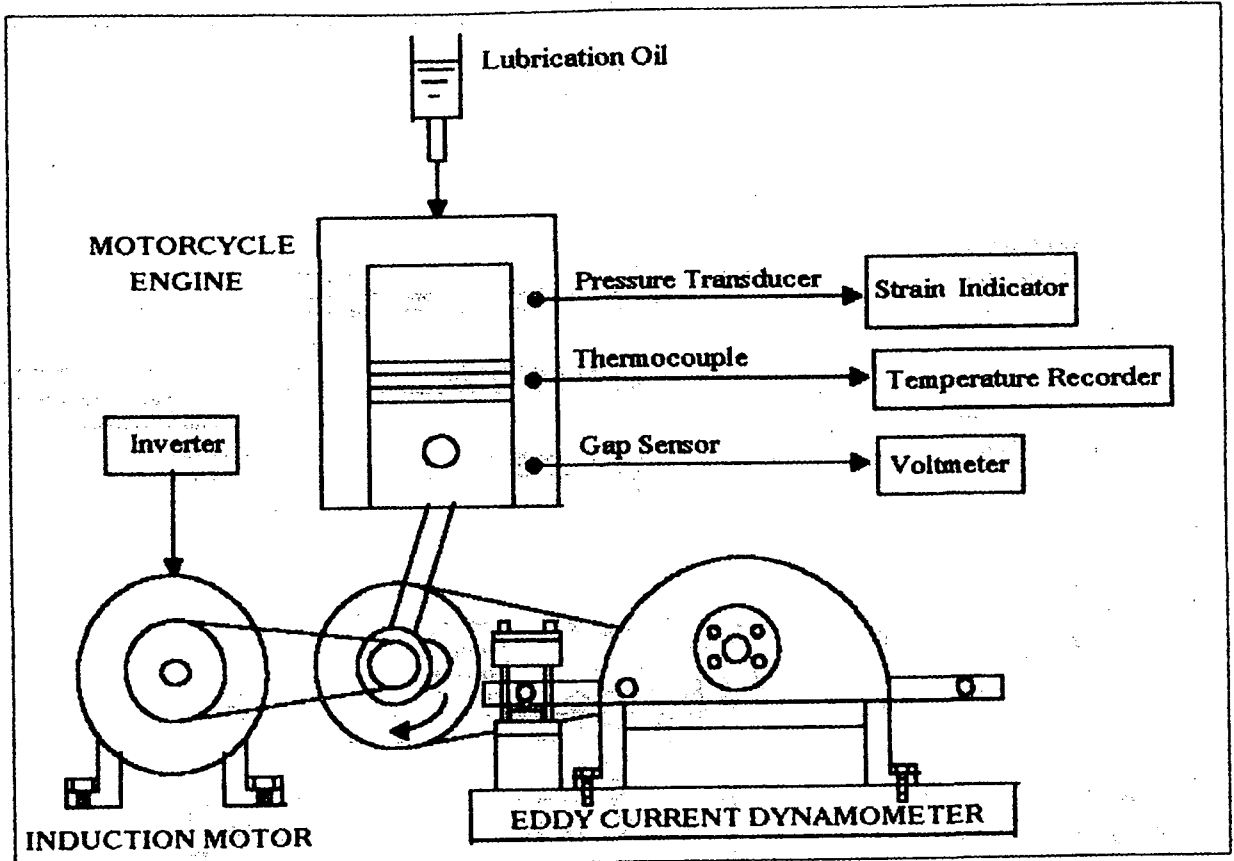 Lubrication Oil
MOTORCYCLE
ENGINE
Pressure Transducer
Strain Indicator
Thermocouple
Temperature Recorder
Inverter
Gap Sensor
Voltmeter
INDUCTION MOTOR
EDDY CURRENT DYNAMOMETER